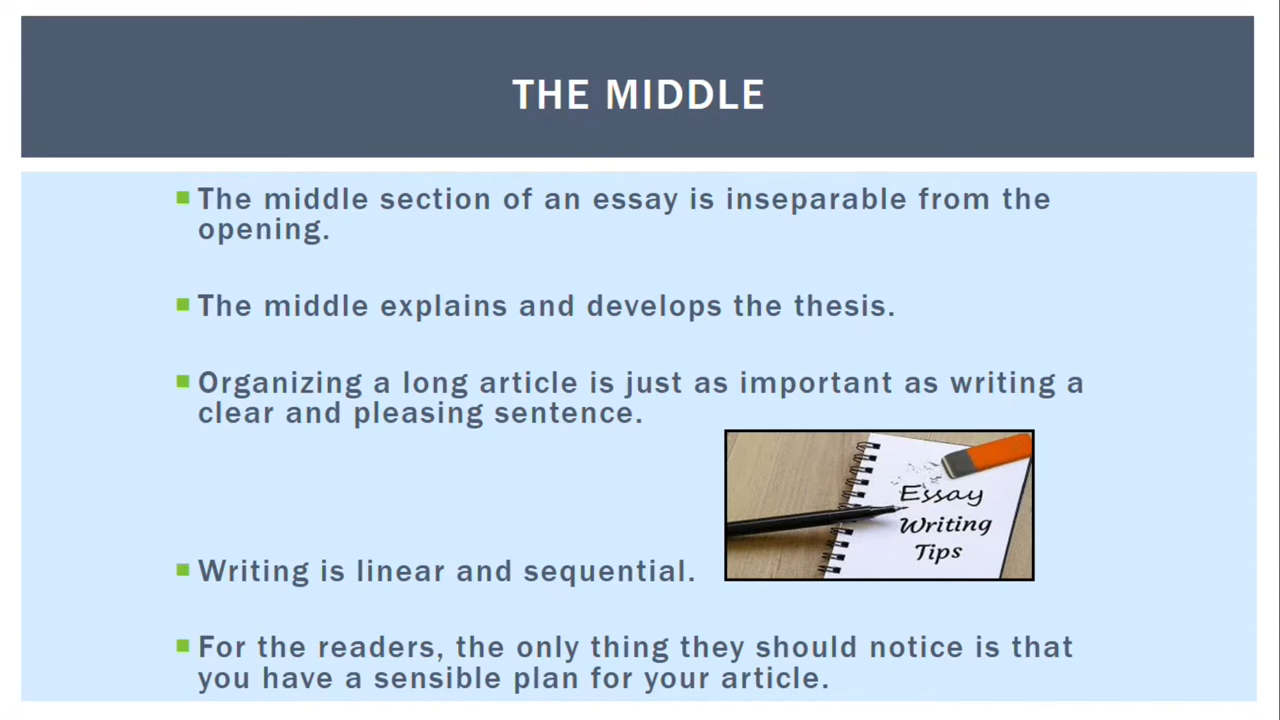 THE MIDDLE
The middle section of an essay is inseparable from the
opening.
The middle explains and develops the thesis.
Organizing a long article is just as important as writing a
clear and pleasing sentence.
Essay
Writing
Tips
Writing is linear and sequential.
For the readers, the only thing they should notice is that
you have a sensible plan for your article.